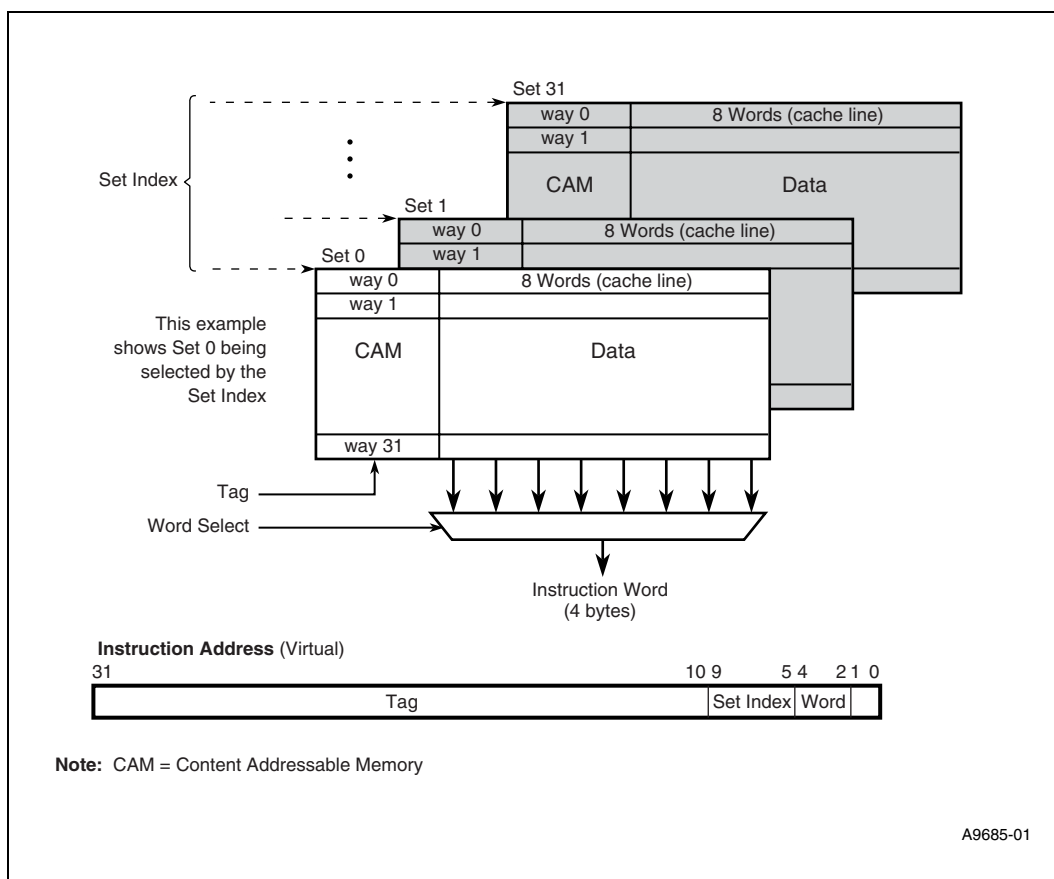 Set 31
way 0 8 Words (cache line)
way 1
CAM Data
Set Index
Set 1
way 0 8 Words (cache line)
way 1
Set 0
way 0 8 Words (cache line)
way 1
This example
shows Set 0 being
selected by the
Set Index
CAM Data
way 31
Tag
Word Select
Instruction Word
(4 bytes)
Instruction Address (Virtual)
31 10 9 5 4 2 1 0
Tag Set Index Word
Note: CAM = Content Addressable Memory
A9685-01